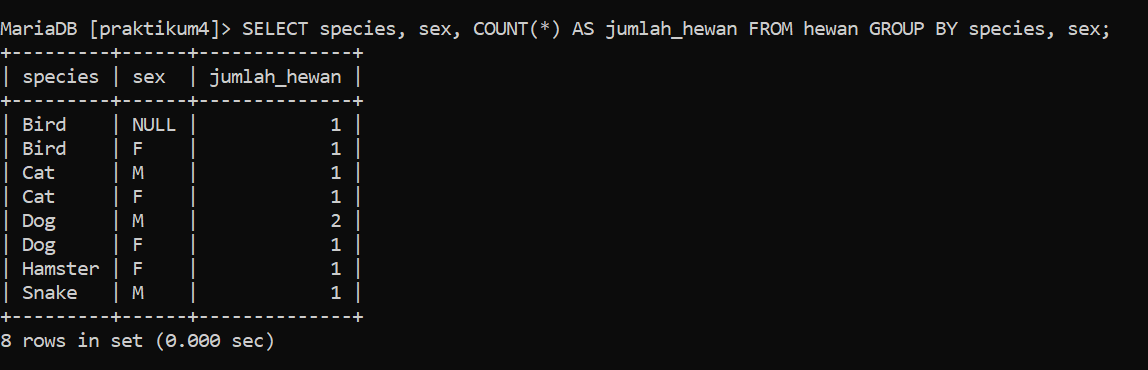 MariaDB [praktikum4]> SELECT species, sex, COUNT(*) AS jumlah_hewan FROM hewan GROUP BY species, sex;
+---------+------+--------------+
| species | sex  | jumlah_hewan |
+---------+------+--------------+
| Bird    | NULL |            1 |
| Bird    | F    |            1 |
| Cat     | M    |            1 |
| Cat     | F    |            1 |
| Dog     | M    |            2 |
| Dog     | F    |            1 |
| Hamster | F    |            1 |
| Snake   | M    |            1 |
+---------+------+--------------+
8 rows in set (0.000 sec)